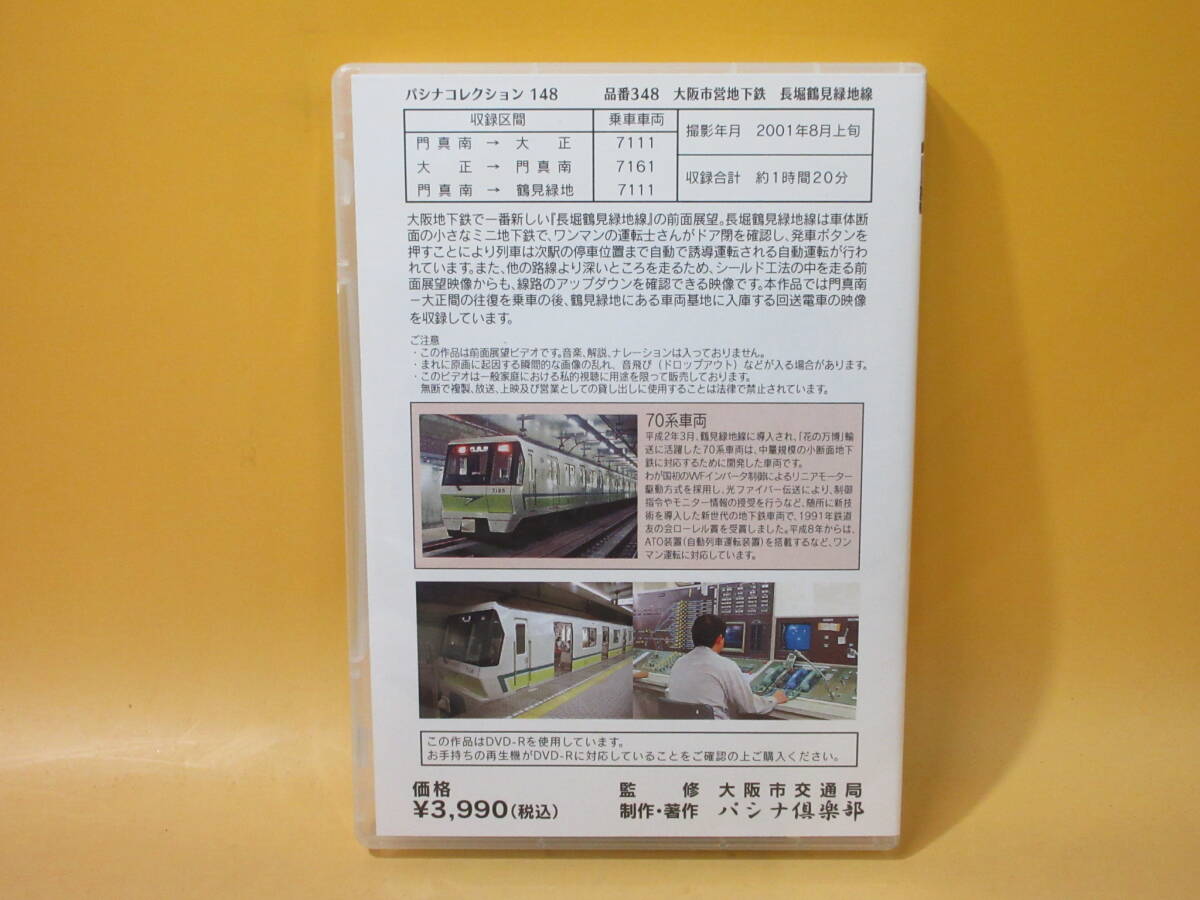 パシナコレクション 148　品番348　大阪市営地下鉄　長堀鶴見緑地線
収録区間　乗車車両
門真南 → 大正　7111
大正 → 門真南　7161
門真南 → 鶴見緑地　7111
撮影年月　2001年8月上旬
収録合計　約1時間20分
大阪地下鉄で一番新しい『長堀鶴見緑地線』の前面展望。長堀鶴見緑地線は車体断
面の小さなミニ地下鉄で、ワンマンの運転士さんがドア閉を確認し、発車ボタンを
押すことにより列車は次駅の停車位置まで自動で誘導運転される自動運転が行わ
れています。また、他の路線より深いところを走るため、シールド工法の中を走る前
面展望映像からも、線路のアップダウンを確認できる映像です。本作品では門真南
－大正間の往復を乗車の後、鶴見緑地にある車両基地に入庫する回送電車の映像
を収録しています。
ご注意
・この作品は前面展望ビデオです。音楽、解説、ナレーションは入っておりません。
・まれに原画に起因する瞬間的な画像の乱れ、音飛び（ドロップアウト）などが入る場合があります。
・このビデオは一般家庭における私的視聴に用途を限って販売しております。
無断で複製、放送、上映及び営業としての貸し出しに使用することは法律で禁止されています。
70系車両
平成2年3月、鶴見緑地線に導入され、「花の万博」輸
送に活躍した70系車両は、中量規模の小断面地下
鉄に対応するために開発した車両です。
わが国初のVVVFインバータ制御によるリニアモーター
駆動方式を採用し、光ファイバー伝送により、制御
指令やモニター情報の授受を行うなど、随所に新技
術を導入した新世代の地下鉄車両で、1991年鉄道
友の会ローレル賞を受賞しました。平成8年からは、
ATO装置(自動列車運転装置)を搭載するなど、ワン
マン運転に対応しています。
この作品はDVD-Rを使用しています。
お手持ちの再生機がDVD-Rに対応していることをご確認の上ご購入ください。
価格
¥3,990(税込)
監修　大阪市交通局
制作・著作　パシナ倶楽部